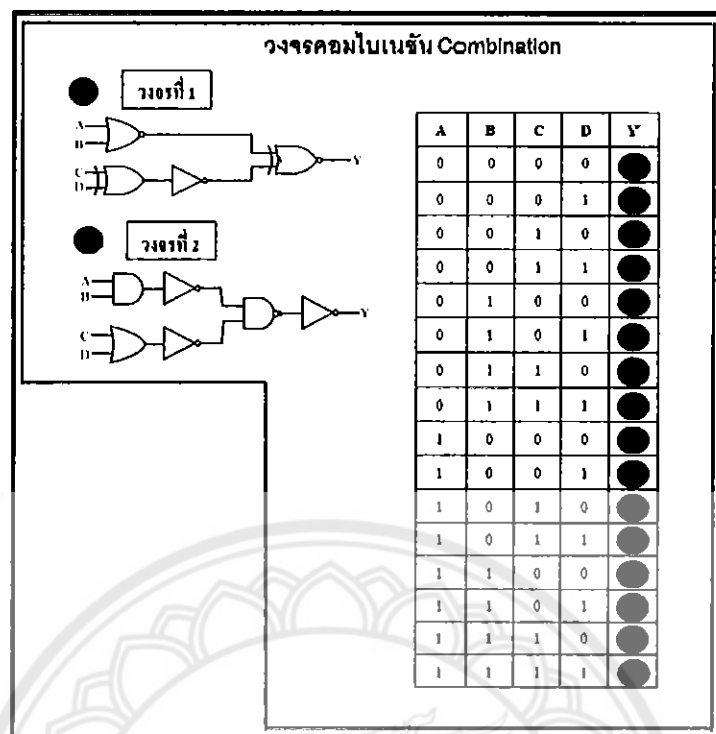 วงจรคอมไบเนชัน Combination
วงจรที่ 1
A
B
C
D
Y
วงจรที่ 2
A
B
C
D
Y
A B C D Y
0 0 0 0
0 0 0 1
0 0 1 0
0 0 1 1
0 1 0 0
0 1 0 1
0 1 1 0
0 1 1 1
1 0 0 0
1 0 0 1
1 0 1 0
1 0 1 1
1 1 0 0
1 1 0 1
1 1 1 0
1 1 1 1